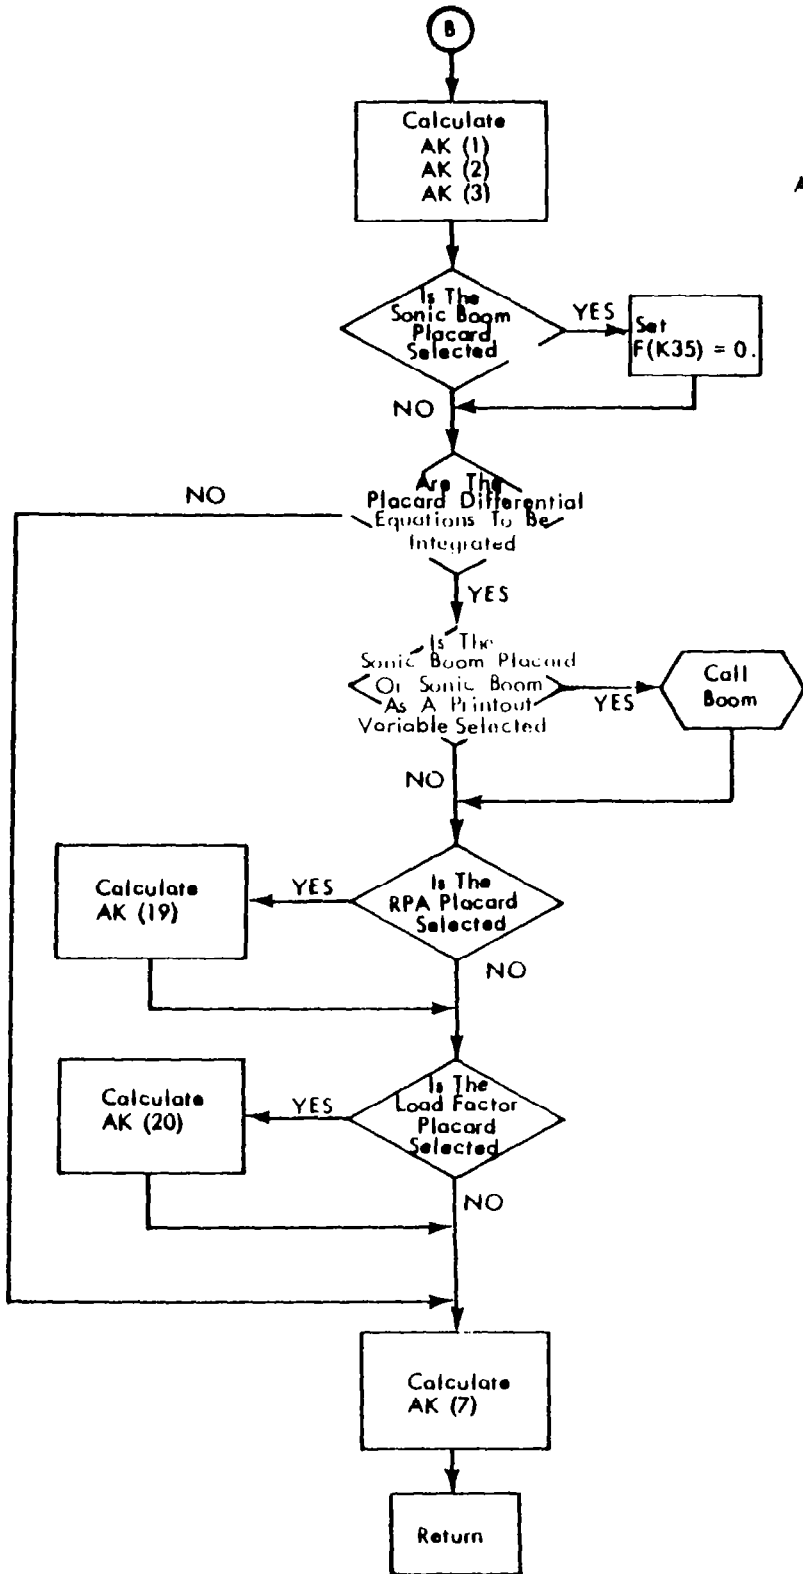 B
Calculate
AK (1)
AK (2)
AK (3)
A
Is The
Sonic Boom
Placard
Selected
YES
Set
F(K35) = 0.
NO
Are The
Placard Differential
Equations To Be
Integrated
NO
YES
Is The
Sonic Boom Placard
Or Sonic Boom
As A Printout
Variable Selected
YES
Call
Boom
NO
Is The
RPA Placard
Selected
YES
Calculate
AK (19)
NO
Is The
Load Factor
Placard
Selected
YES
Calculate
AK (20)
NO
Calculate
AK (7)
Return